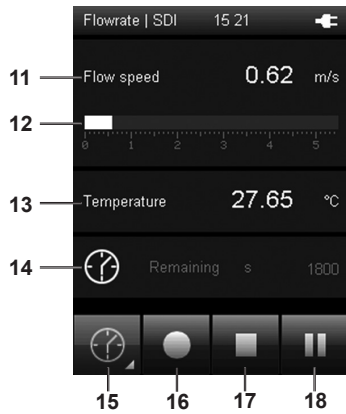 Flowrate | SDI 15 21
11 Flow speed 0.62 m/s
12
0 1 2 3 4 5
13 Temperature 27.65 °C
14 Remaining s 1800
15 16 17 18